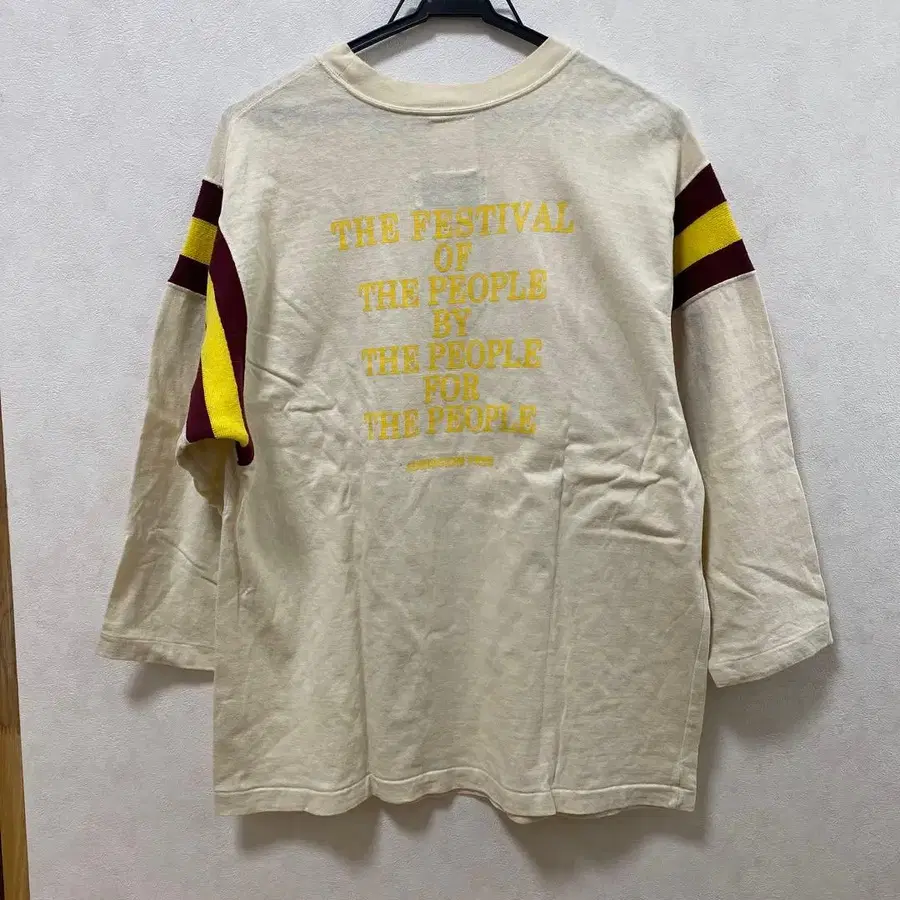 THE FESTIVAL
OF
THE PEOPLE
BY
THE PEOPLE
FOR
THE PEOPLE